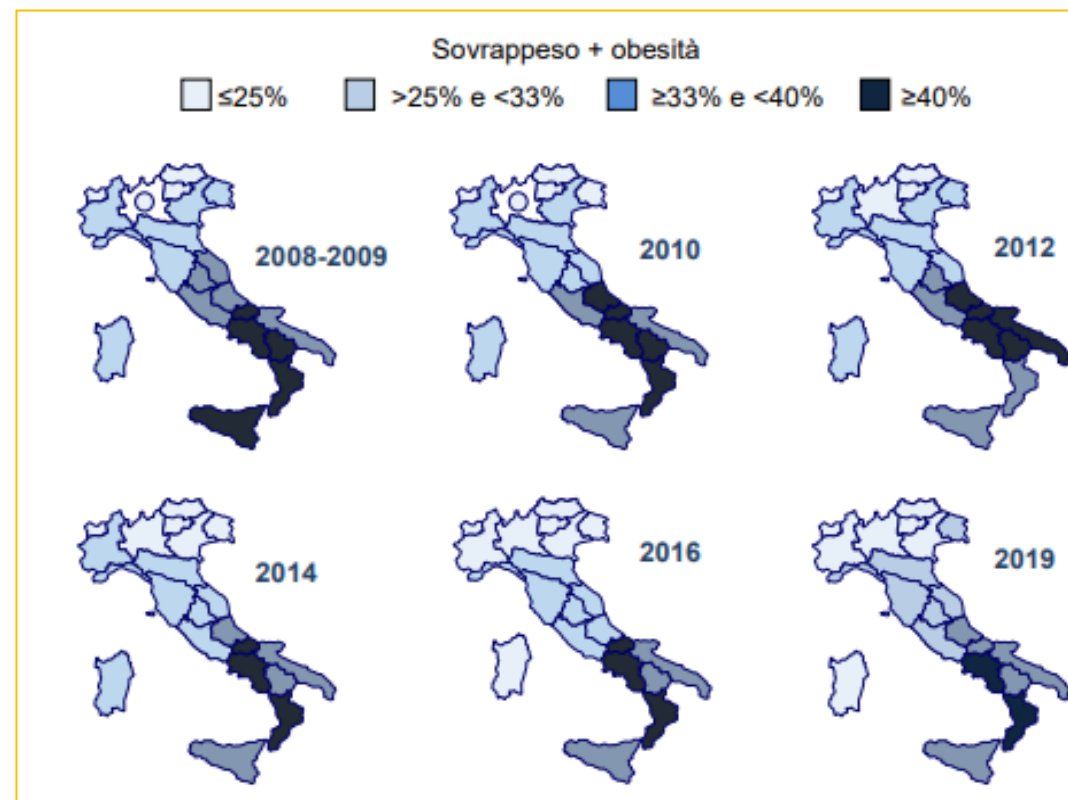 Sovrappeso + obesità
≤25% >25% e <33% ≥33% e <40% ≥40%
2008-2009 2010 2012
2014 2016 2019